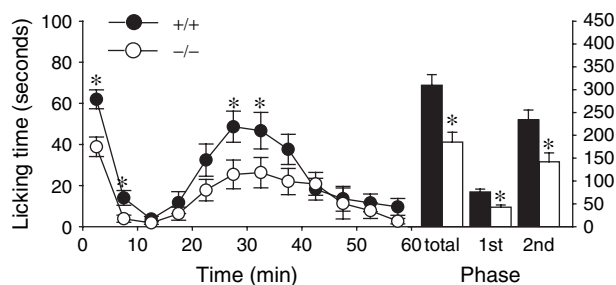 +/+
−/−
Licking time (seconds)
100
80
60
40
20
0
* * * *
0 10 20 30 40 50 60
Time (min)
* * *
total 1st 2nd
Phase
450
400
350
300
250
200
150
100
50
0